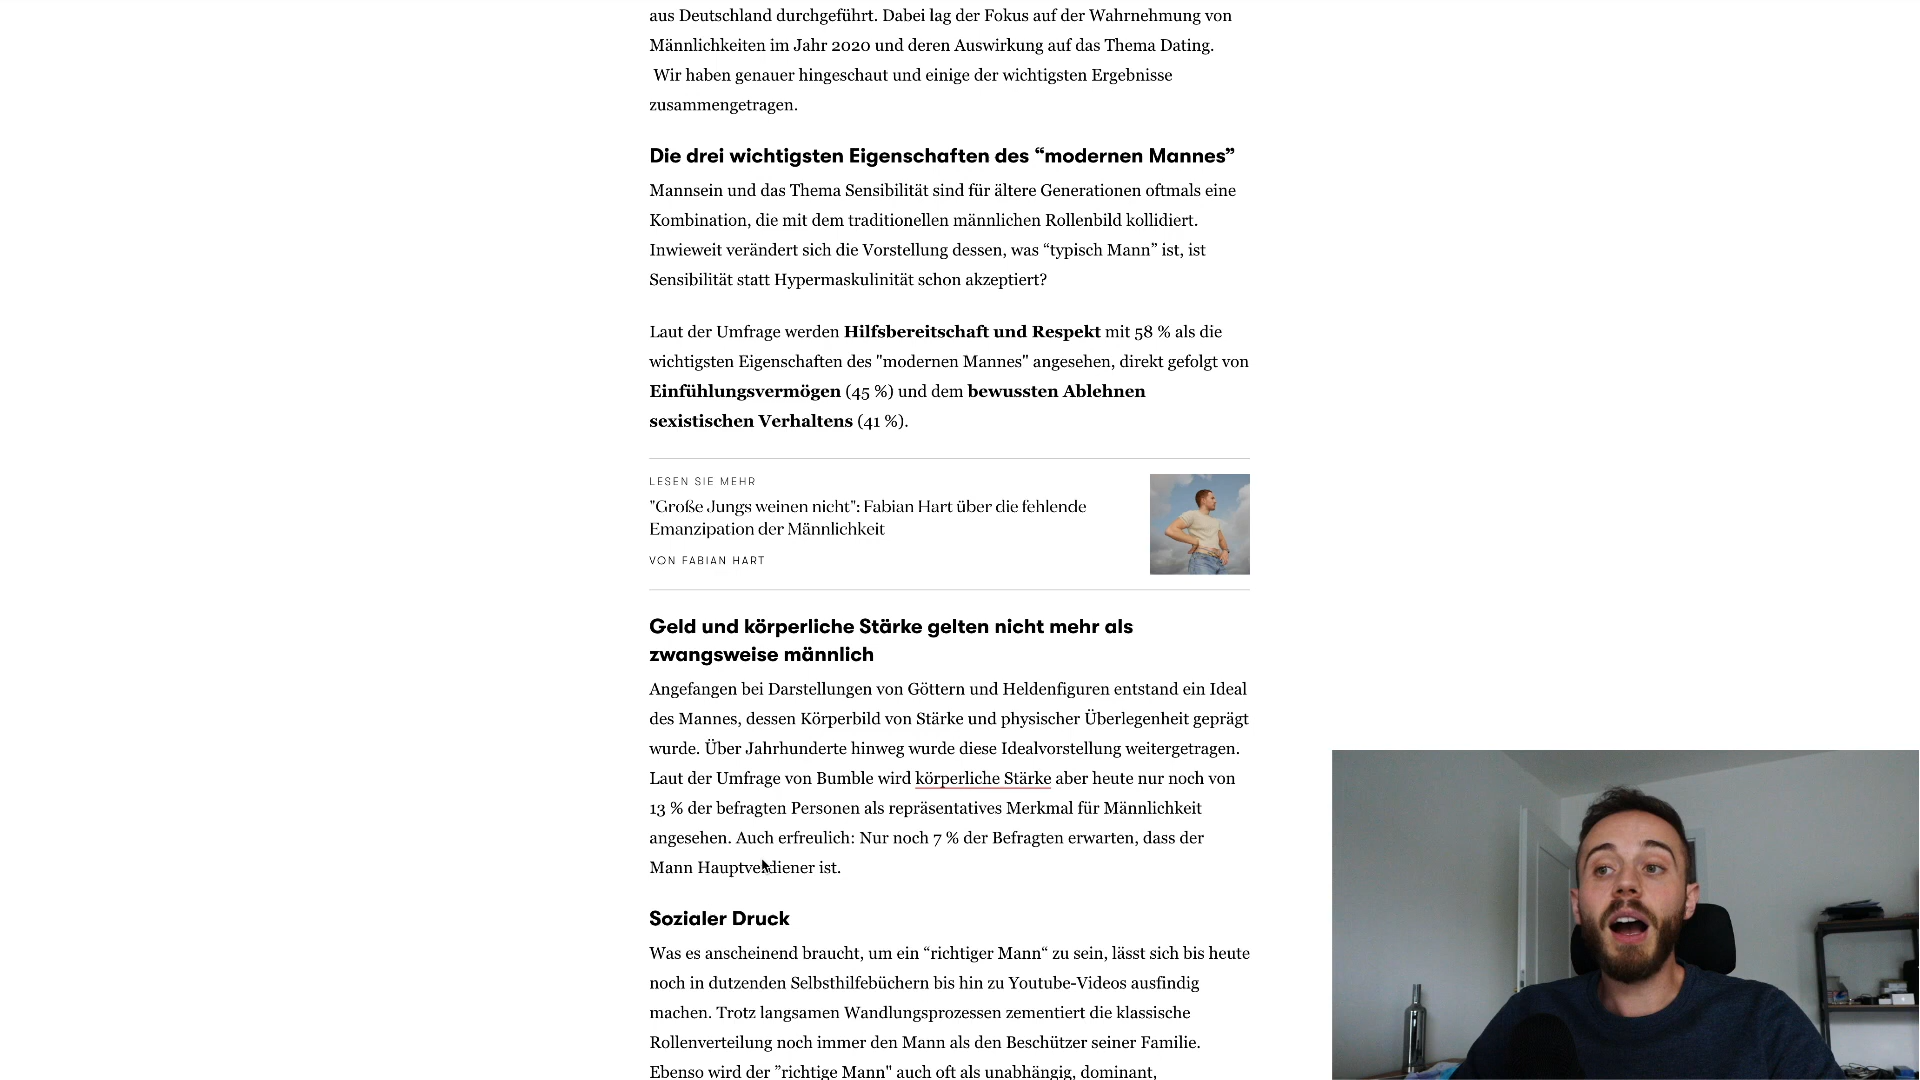 aus Deutschland durchgeführt. Dabei lag der Fokus auf der Wahrnehmung von
Männlichkeiten im Jahr 2020 und deren Auswirkung auf das Thema Dating.
Wir haben genauer hingeschaut und einige der wichtigsten Ergebnisse
zusammengetragen.
Die drei wichtigsten Eigenschaften des “modernen Mannes”
Mannsein und das Thema Sensibilität sind für ältere Generationen oftmals eine
Kombination, die mit dem traditionellen männlichen Rollenbild kollidiert.
Inwieweit verändert sich die Vorstellung dessen, was “typisch Mann” ist, ist
Sensibilität statt Hypermaskulinität schon akzeptiert?
Laut der Umfrage werden Hilfsbereitschaft und Respekt mit 58 % als die
wichtigsten Eigenschaften des "modernen Mannes" angesehen, direkt gefolgt von
Einfühlungsvermögen (45 %) und dem bewussten Ablehnen
sexistischen Verhaltens (41 %).
LESEN SIE MEHR
"Große Jungs weinen nicht": Fabian Hart über die fehlende
Emanzipation der Männlichkeit
VON FABIAN HART
Geld und körperliche Stärke gelten nicht mehr als
zwangsweise männlich
Angefangen bei Darstellungen von Göttern und Heldenfiguren entstand ein Ideal
des Mannes, dessen Körperbild von Stärke und physischer Überlegenheit geprägt
wurde. Über Jahrhunderte hinweg wurde diese Idealvorstellung weitergetragen.
Laut der Umfrage von Bumble wird körperliche Stärke aber heute nur noch von
13 % der befragten Personen als repräsentatives Merkmal für Männlichkeit
angesehen. Auch erfreulich: Nur noch 7 % der Befragten erwarten, dass der
Mann Hauptverdiener ist.
Sozialer Druck
Was es anscheinend braucht, um ein “richtiger Mann“ zu sein, lässt sich bis heute
noch in dutzenden Selbsthilfebüchern bis hin zu Youtube-Videos ausfindig
machen. Trotz langsamen Wandlungsprozessen zementiert die klassische
Rollenverteilung noch immer den Mann als den Beschützer seiner Familie.
Ebenso wird der ”richtige Mann" auch oft als unabhängig, dominant,